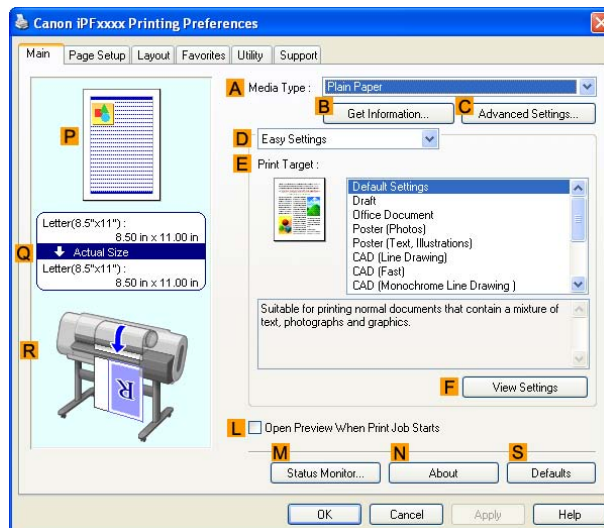 Canon iPFxxxx Printing Preferences
Main Page Setup Layout Favorites Utility Support
A Media Type : Plain Paper
B C
Get Information... Advanced Settings...
D Easy Settings
E Print Target :
P
Default Settings
Draft
Office Document
Poster (Photos)
Poster (Text, Illustrations)
CAD (Line Drawing)
CAD (Fast)
CAD (Monochrome Line Drawing )
Letter(8.5"x11") :
8.50 in x 11.00 in
Q Actual Size
Letter(8.5"x11") :
8.50 in x 11.00 in
Suitable for printing normal documents that contain a mixture of
text, photographs and graphics.
R
R
F View Settings
L Open Preview When Print Job Starts
M N S
Status Monitor... About Defaults
OK Cancel Apply Help